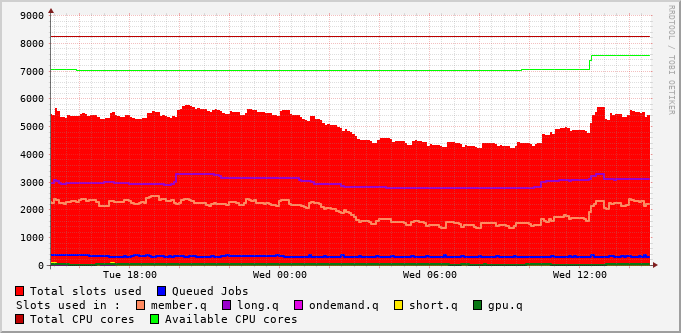 9000
8000
7000
6000
5000
4000
3000
2000
1000
0
Tue 18:00 Wed 00:00 Wed 06:00 Wed 12:00
RRDTOOL / TOBI OETIKER
Total slots used Queued Jobs
Slots used in : member.q long.q ondemand.q short.q gpu.q
Total CPU cores Available CPU cores